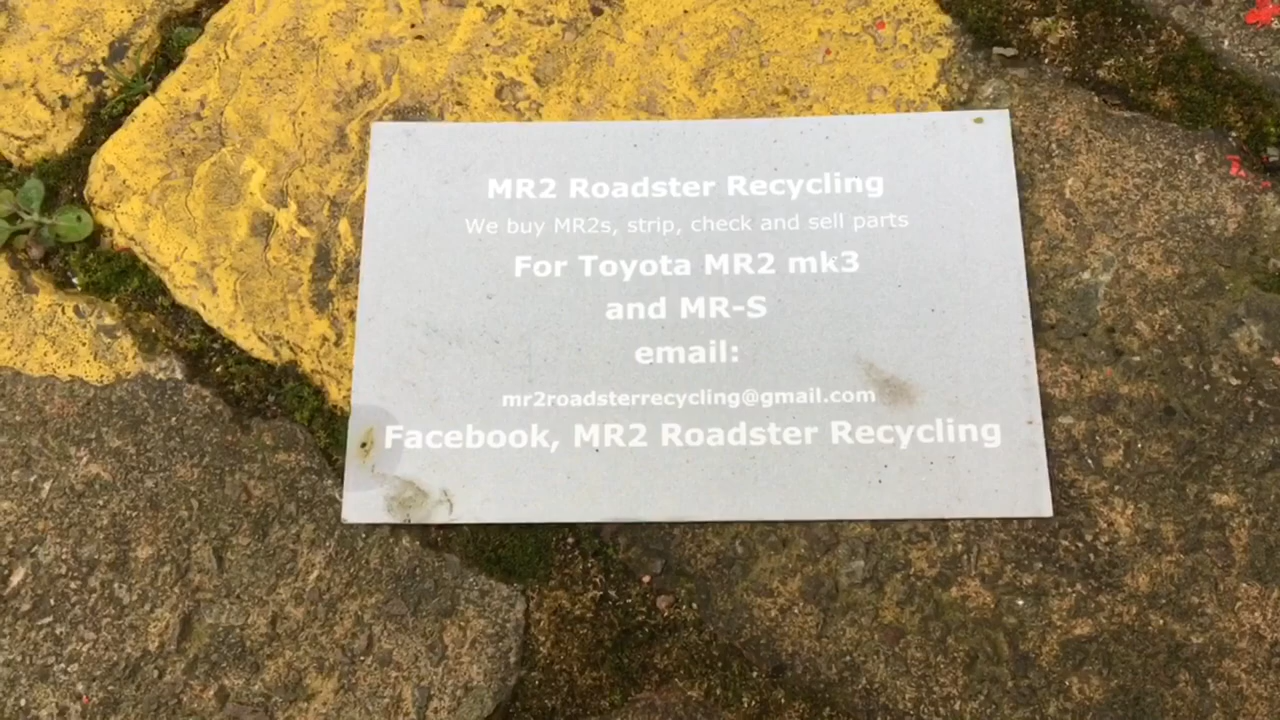 MR2 Roadster Recycling
We buy MR2s, strip, check and sell parts
For Toyota MR2 mk3
and MR-S
email:
mr2roadsterrecycling@gmail.com
Facebook, MR2 Roadster Recycling